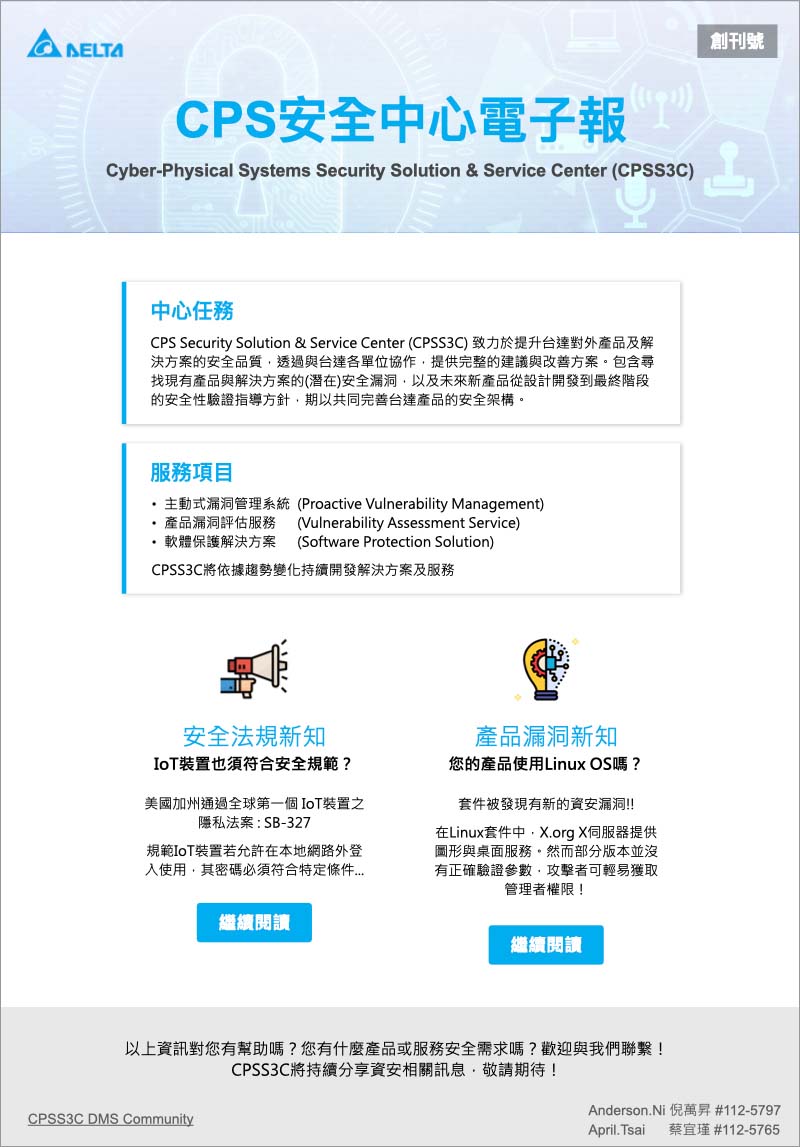 DELTA
創刊號
CPS安全中心電子報
Cyber-Physical Systems Security Solution & Service Center (CPSS3C)
中心任務
CPS Security Solution & Service Center (CPSS3C) 致力於提升台達對外產品及解
決方案的安全品質，透過與台達各單位協作，提供完整的建議與改善方案。包含尋
找現有產品與解決方案的(潛在)安全漏洞，以及未來新產品從設計開發到最終階段
的安全性驗證指導方針，期以共同完善台達產品的安全架構。
服務項目
• 主動式漏洞管理系統 (Proactive Vulnerability Management)
• 產品漏洞評估服務 (Vulnerability Assessment Service)
• 軟體保護解決方案 (Software Protection Solution)
CPSS3C將依據趨勢變化持續開發解決方案及服務
安全法規新知
IoT裝置也須符合安全規範？
美國加州通過全球第一個 IoT裝置之
隱私法案 : SB-327
規範IoT裝置若允許在本地網路外登
入使用，其密碼必須符合特定條件...
繼續閱讀
產品漏洞新知
您的產品使用Linux OS嗎？
套件被發現有新的資安漏洞!!
在Linux套件中，X.org X伺服器提供
圖形與桌面服務。然而部分版本並沒
有正確驗證參數，攻擊者可輕易獲取
管理者權限！
繼續閱讀
以上資訊對您有幫助嗎？您有什麼產品或服務安全需求嗎？歡迎與我們聯繫！
CPSS3C將持續分享資安相關訊息，敬請期待！
CPSS3C DMS Community
Anderson.Ni 倪萬昇 #112-5797
April.Tsai 蔡宜瑾 #112-5765